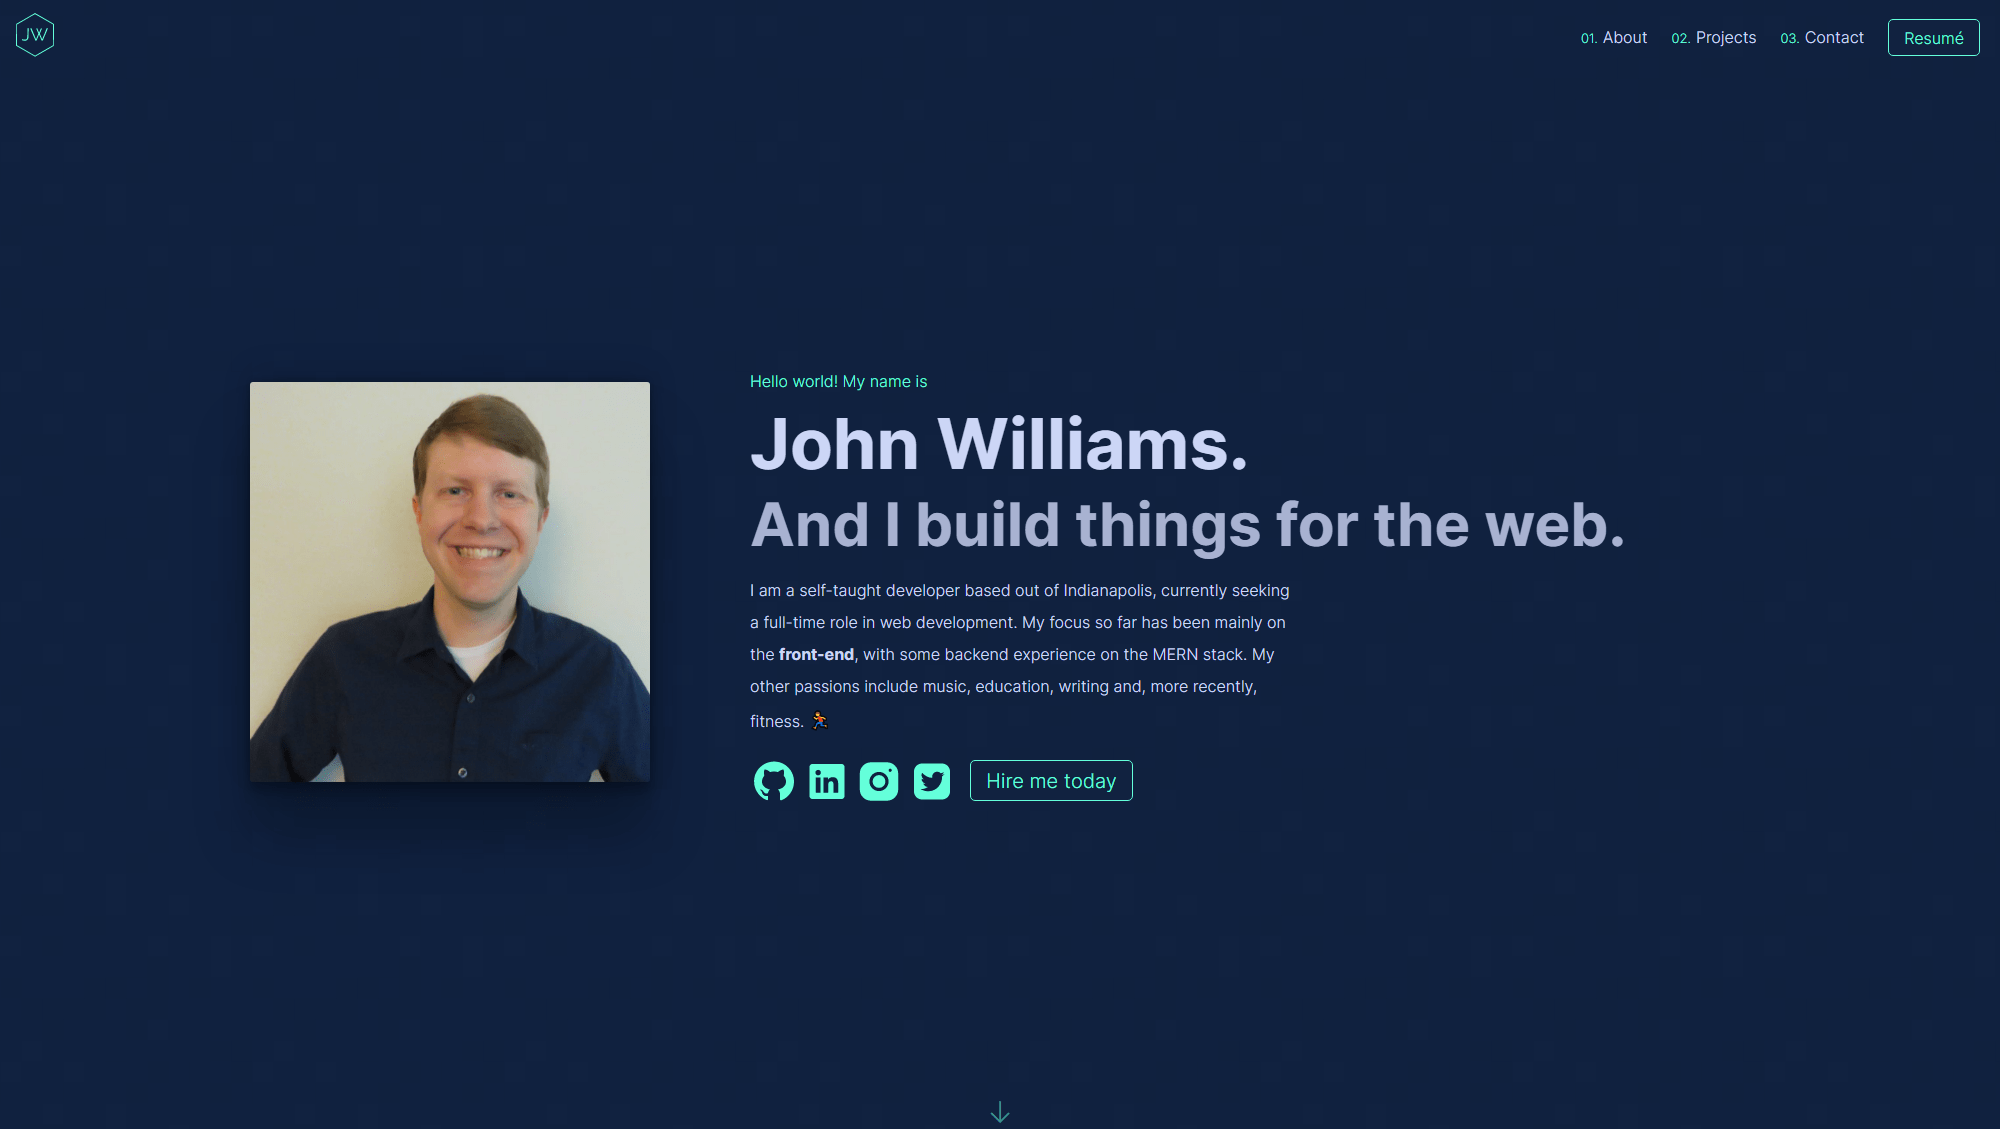 JW
01. About 02. Projects 03. Contact Resumé
Hello world! My name is
John Williams.
And I build things for the web.
I am a self-taught developer based out of Indianapolis, currently seeking
a full-time role in web development. My focus so far has been mainly on
the front-end, with some backend experience on the MERN stack. My
other passions include music, education, writing and, more recently,
fitness. 🏃
in Hire me today